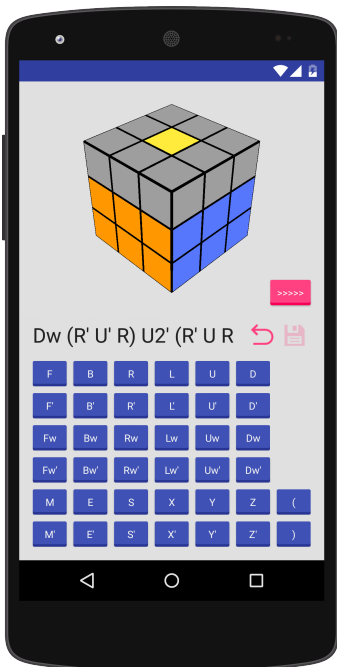 >>>>>
Dw (R' U' R) U2' (R' U R
F B R L U D
F' B' R' L' U' D'
Fw Bw Rw Lw Uw Dw
Fw' Bw' Rw' Lw' Uw' Dw'
M E S X Y Z (
M' E' S' X' Y' Z' )